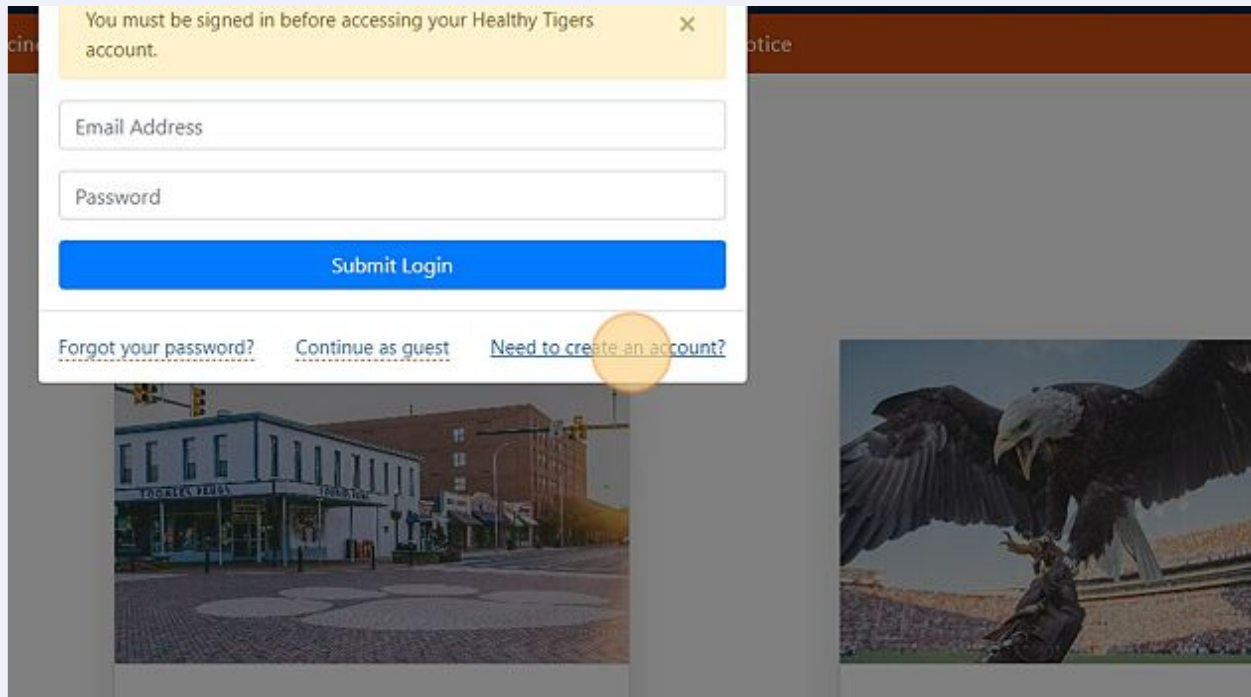 You must be signed in before accessing your Healthy Tigers ×
account.
otice
Email Address
Password
Submit Login
Forgot your password? Continue as guest Need to create an account?